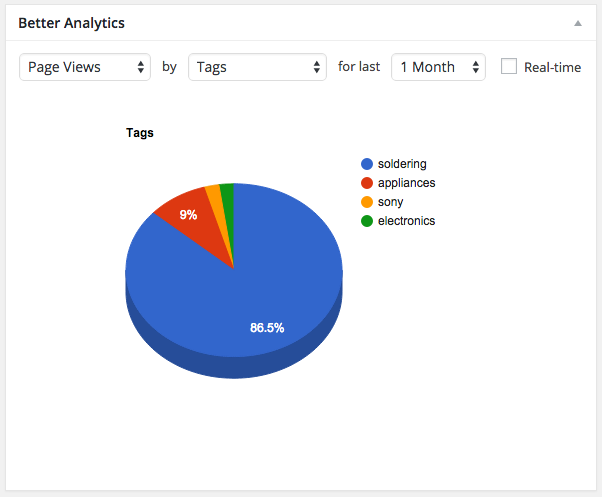 Better Analytics
Page Views by Tags for last 1 Month Real-time
Tags
soldering
appliances
sony
electronics
9%
86.5%